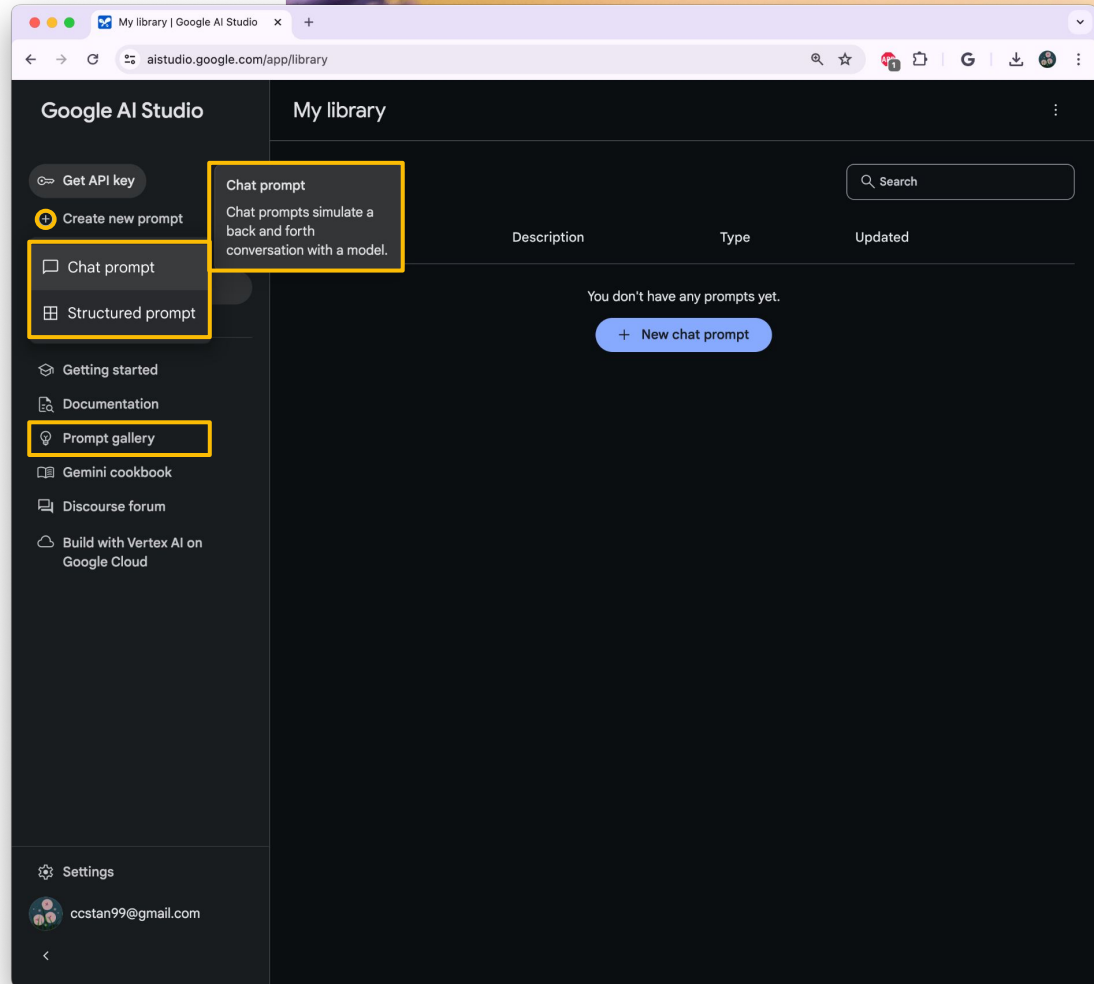 My library | Google AI Studio
aistudio.google.com/app/library
1
G
Google AI Studio
My library
Get API key
Create new prompt
Chat prompt
Structured prompt
Chat prompt
Chat prompts simulate a
back and forth
conversation with a model.
Search
Description
Type
Updated
You don't have any prompts yet.
+ New chat prompt
Getting started
Documentation
Prompt gallery
Gemini cookbook
Discourse forum
Build with Vertex AI on
Google Cloud
Settings
ccstan99@gmail.com